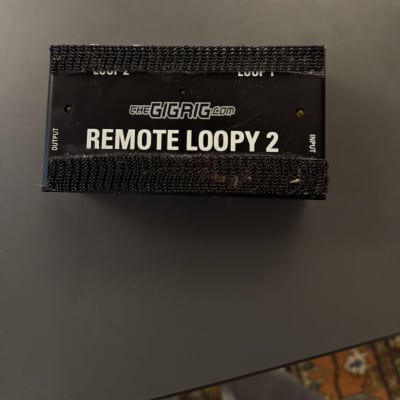 LOOP 2 LOOP 1
theGIGRIG.com
REMOTE LOOPY 2
OUTPUT
INPUT